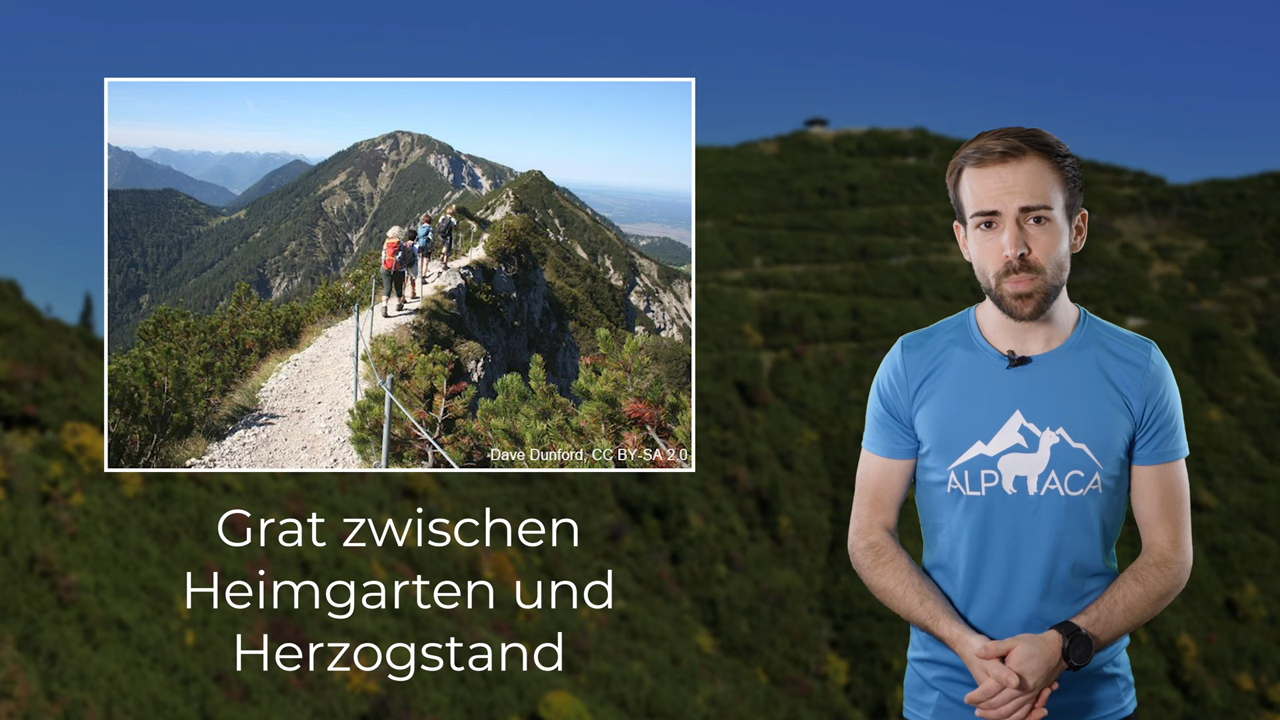 Dave Dunford, CC BY-SA 2.0
Grat zwischen
Heimgarten und
Herzogstand
ALPACA